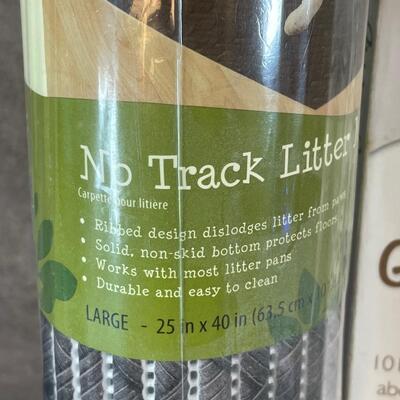 No Track Litter
Carpette pour litière
• Ribbed design dislodges litter from paws
• Solid, non-skid bottom protects floors
• Works with most litter pans
• Durable and easy to clean
LARGE - 25 in x 40 in (63.5 cm x